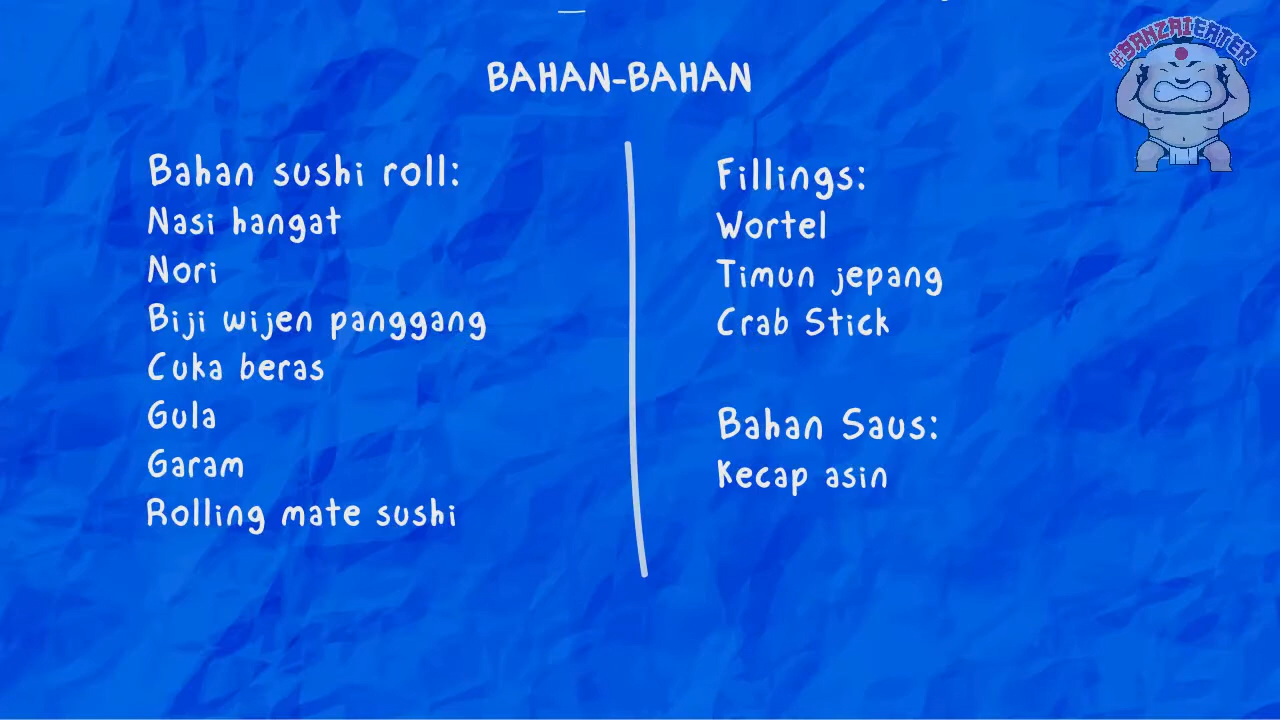 #BANZAIEATER
BAHAN-BAHAN
Bahan sushi roll:
Nasi hangat
Nori
Biji wijen panggang
Cuka beras
Gula
Garam
Rolling mate sushi
Fillings:
Wortel
Timun jepang
Crab Stick
Bahan Saus:
Kecap asin